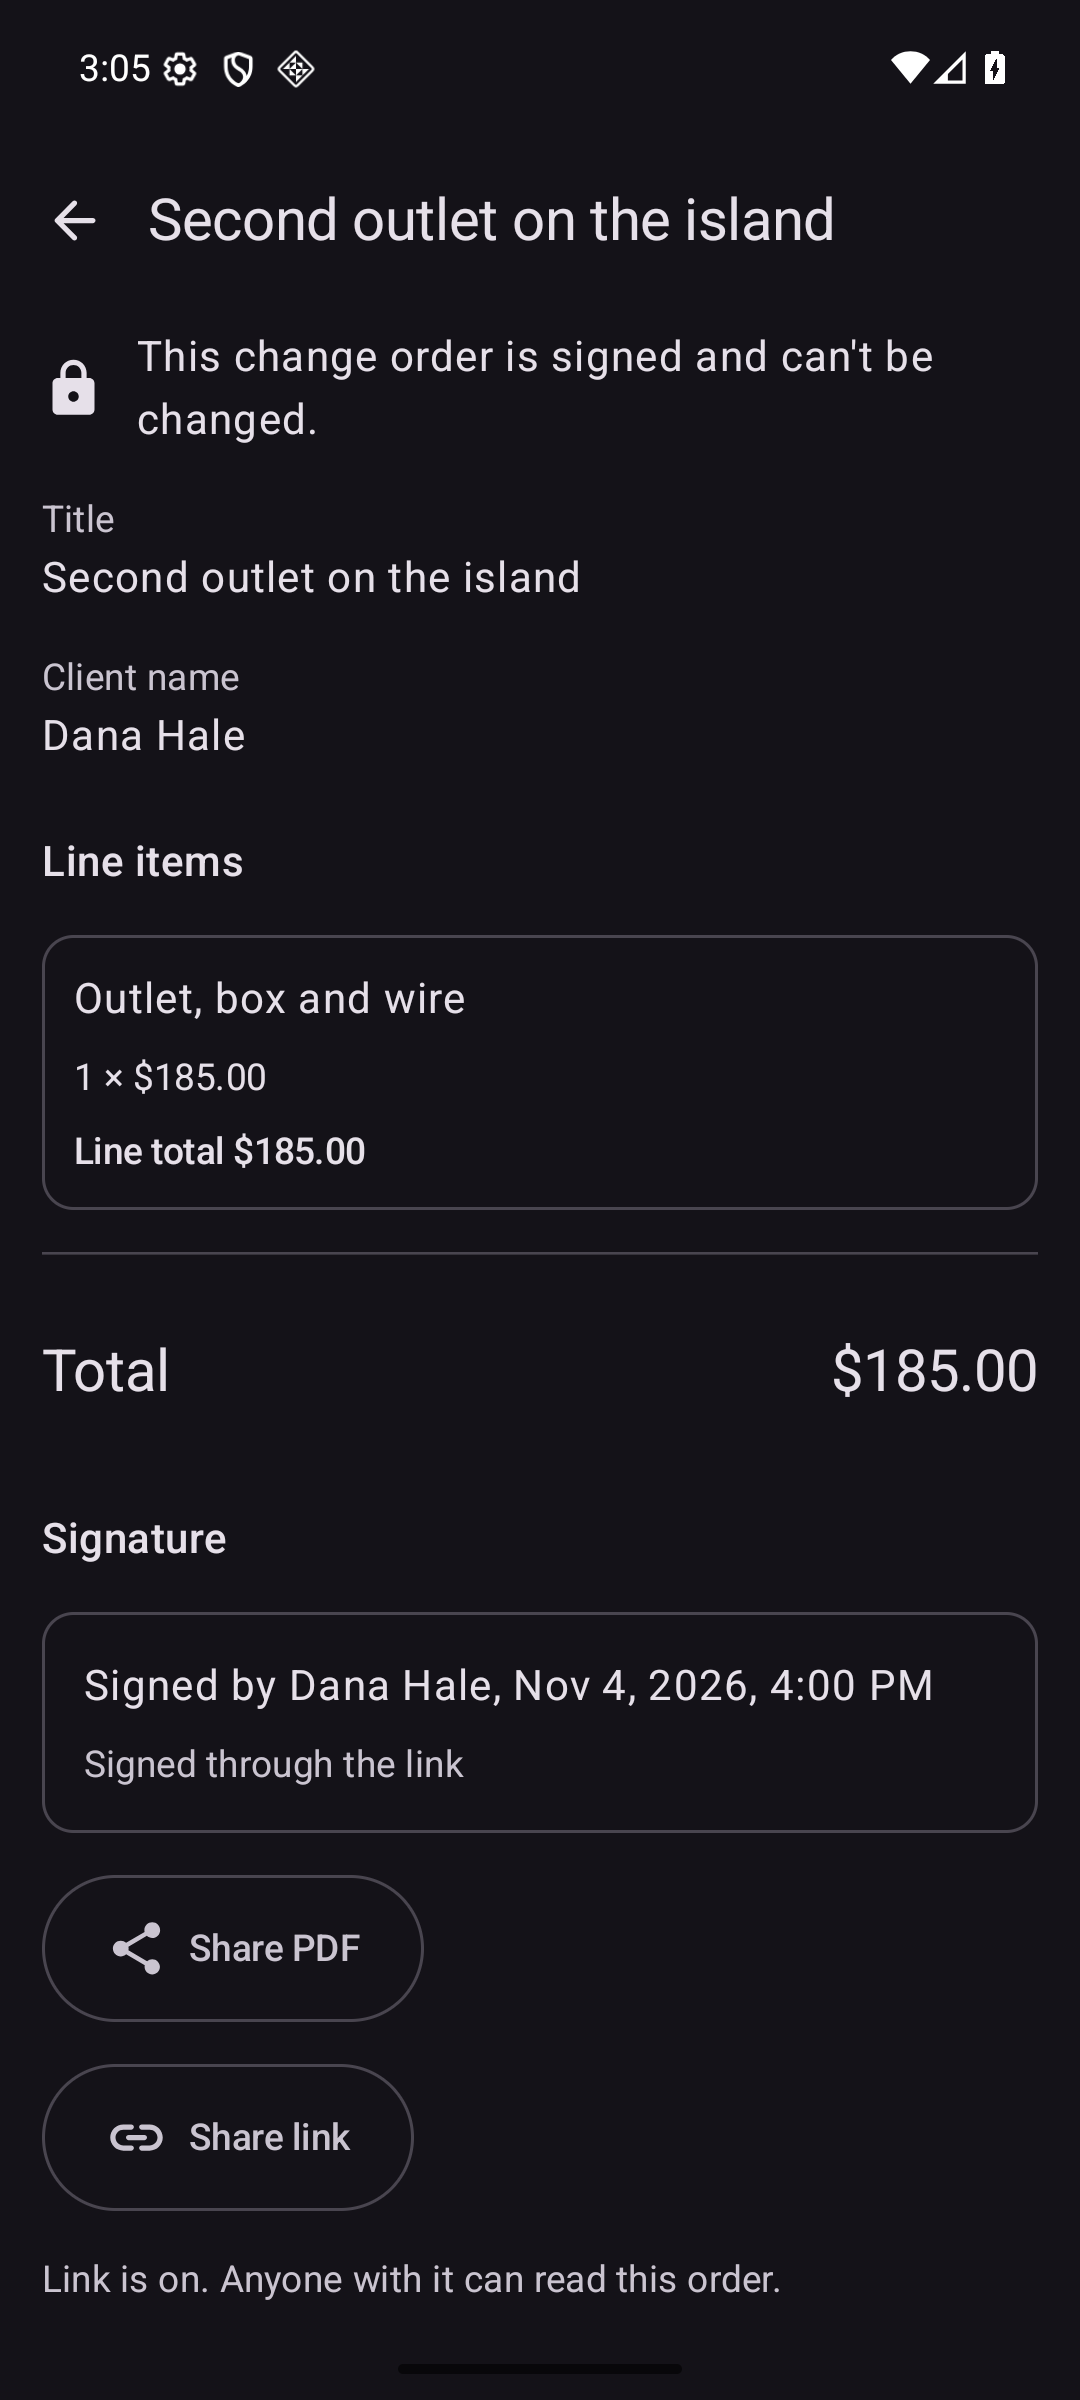 3:05
Second outlet on the island
This change order is signed and can't be
changed.
Title
Second outlet on the island
Client name
Dana Hale
Line items
Outlet, box and wire
1 × $185.00
Line total $185.00
Total $185.00
Signature
Signed by Dana Hale, Nov 4, 2026, 4:00 PM
Signed through the link
Share PDF
Share link
Link is on. Anyone with it can read this order.